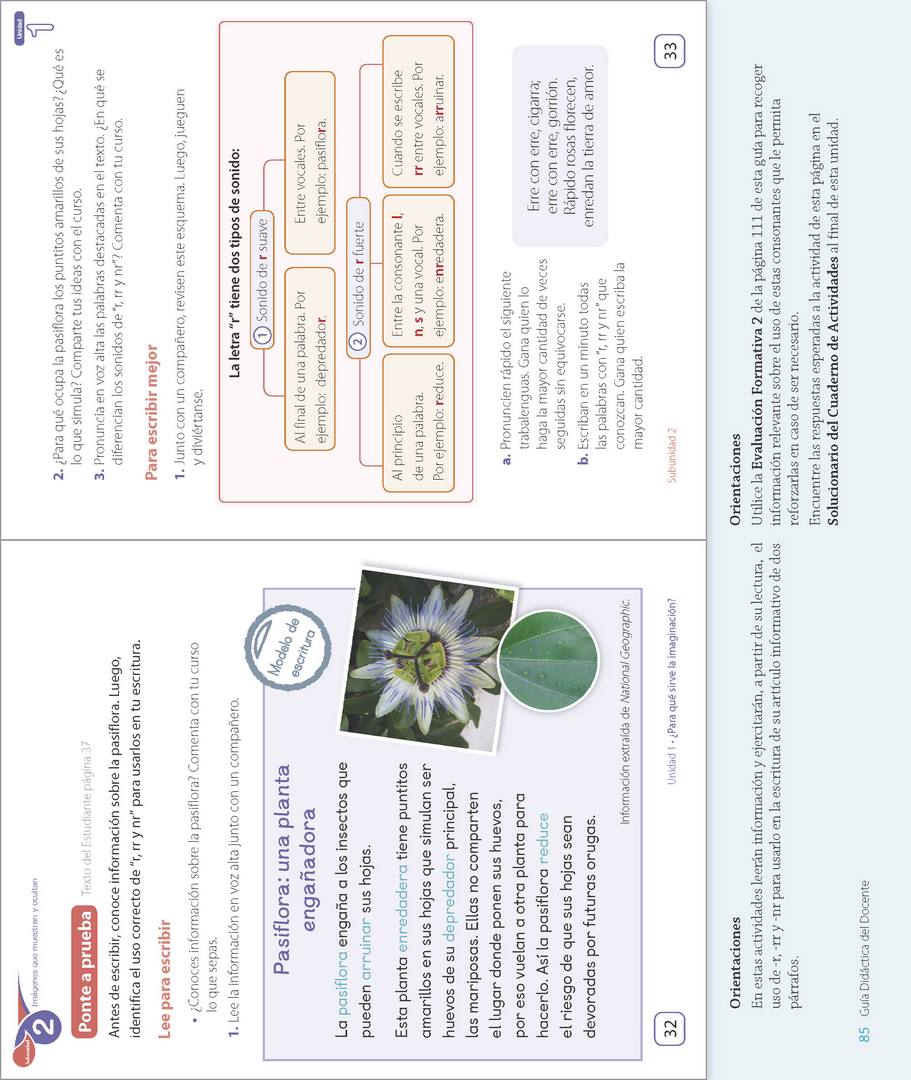 Subunidad
2
Imágenes que muestran y ocultan
Ponte a prueba
Texto del Estudiante página 37
Antes de escribir, conoce información sobre la pasiflora. Luego,
identifica el uso correcto de “r, rr y nr” para usarlos en tu escritura.
Lee para escribir
• ¿Conoces información sobre la pasiflora? Comenta con tu curso
lo que sepas.
1. Lee la información en voz alta junto con un compañero.
Modelo de
escritura
Pasiflora: una planta
engañadora
La pasiflora engaña a los insectos que
pueden arruinar sus hojas.
Esta planta enredadera tiene puntitos
amarillos en sus hojas que simulan ser
huevos de su depredador principal,
las mariposas. Ellas no comparten
el lugar donde ponen sus huevos,
por eso vuelan a otra planta para
hacerlo. Así la pasiflora reduce
el riesgo de que sus hojas sean
devoradas por futuras orugas.
Información extraída de National Geographic.
32
Unidad 1 • ¿Para qué sirve la imaginación?
Unidad
1
2. ¿Para qué ocupa la pasiflora los puntitos amarillos de sus hojas? ¿Qué es
lo que simula? Comparte tus ideas con el curso.
3. Pronuncia en voz alta las palabras destacadas en el texto. ¿En qué se
diferencian los sonidos de “r, rr y nr”? Comenta con tu curso.
Para escribir mejor
1. Junto con un compañero, revisen este esquema. Luego, jueguen
y diviértanse.
La letra “r” tiene dos tipos de sonido:
1 Sonido de r suave
Al final de una palabra. Por
ejemplo: depredador.
Entre vocales. Por
ejemplo: pasiflora.
2 Sonido de r fuerte
Al principio
de una palabra.
Por ejemplo: reduce.
Entre la consonante l,
n, s y una vocal. Por
ejemplo: enredadera.
Cuando se escribe
rr entre vocales. Por
ejemplo: arruinar.
a. Pronuncien rápido el siguiente
trabalenguas. Gana quien lo
haga la mayor cantidad de veces
seguidas sin equivocarse.
b. Escriban en un minuto todas
las palabras con “r, rr y nr” que
conozcan. Gana quien escriba la
mayor cantidad.
Erre con erre, cigarra;
erre con erre, gorrión.
Rápido rosas florecen,
enredan la tierra de amor.
Subunidad 2
33
Orientaciones
En estas actividades leerán información y ejercitarán, a partir de su lectura, el
uso de -r, -rr y -nr para usarlo en la escritura de su artículo informativo de dos
párrafos.
Orientaciones
Utilice la Evaluación Formativa 2 de la página 111 de esta guía para recoger
información relevante sobre el uso de estas consonantes que le permita
reforzarlas en caso de ser necesario.
Encuentre las respuestas esperadas a la actividad de esta página en el
Solucionario del Cuaderno de Actividades al final de esta unidad.
85 Guía Didáctica del Docente